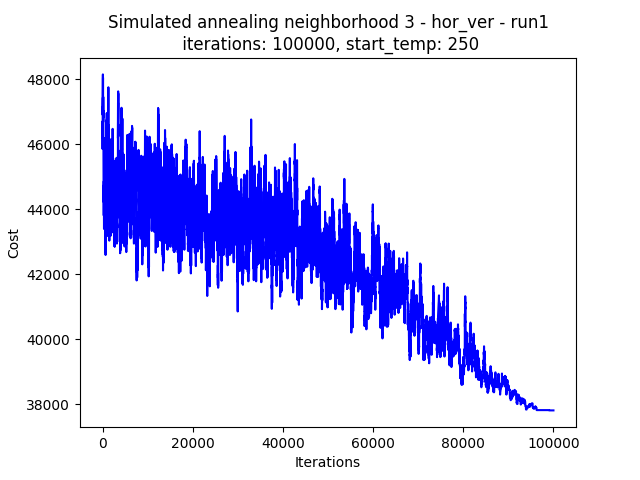 Simulated annealing neighborhood 3 - hor_ver - run1
iterations: 100000, start_temp: 250
48000
46000
44000
42000
40000
38000
Cost
0 20000 40000 60000 80000 100000
Iterations